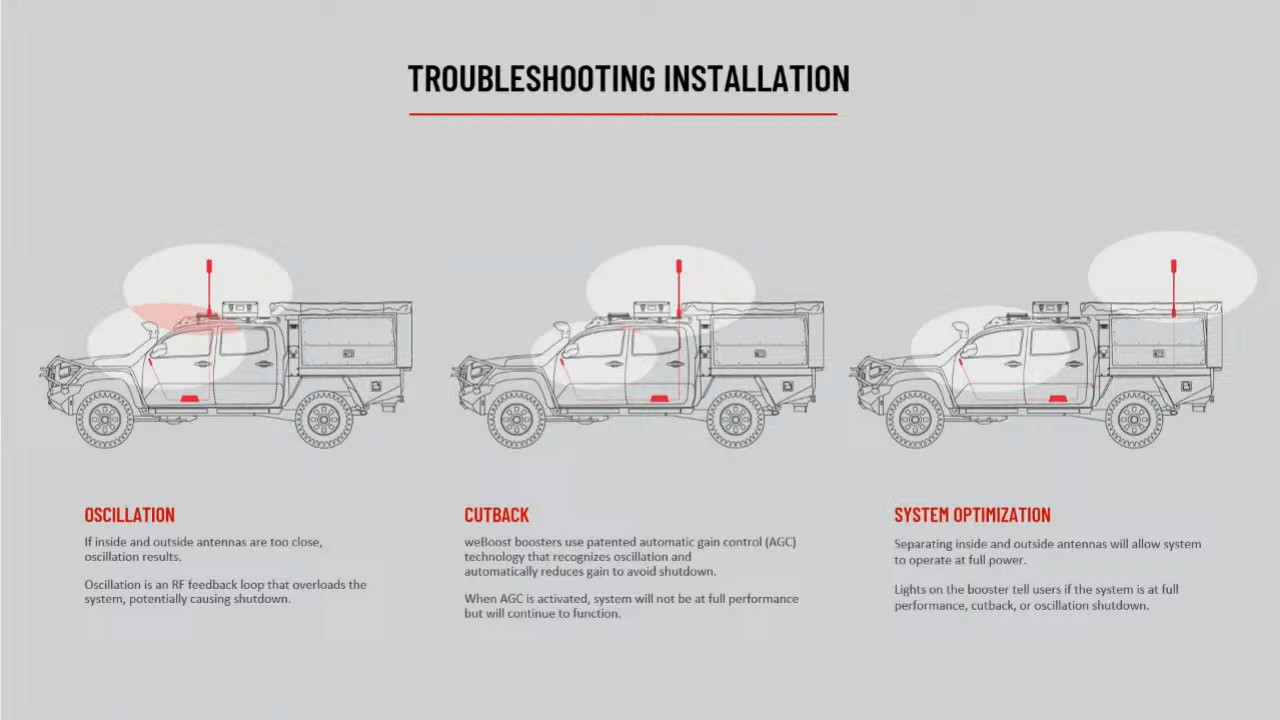 TROUBLESHOOTING INSTALLATION
OSCILLATION
If inside and outside antennas are too close,
oscillation results.
Oscillation is an RF feedback loop that overloads the
system, potentially causing shutdown.
CUTBACK
weBoost boosters use patented automatic gain control (AGC)
technology that recognizes oscillation and
automatically reduces gain to avoid shutdown.
When AGC is activated, system will not be at full performance
but will continue to function.
SYSTEM OPTIMIZATION
Separating inside and outside antennas will allow system
to operate at full power.
Lights on the booster tell users if the system is at full
performance, cutback, or oscillation shutdown.